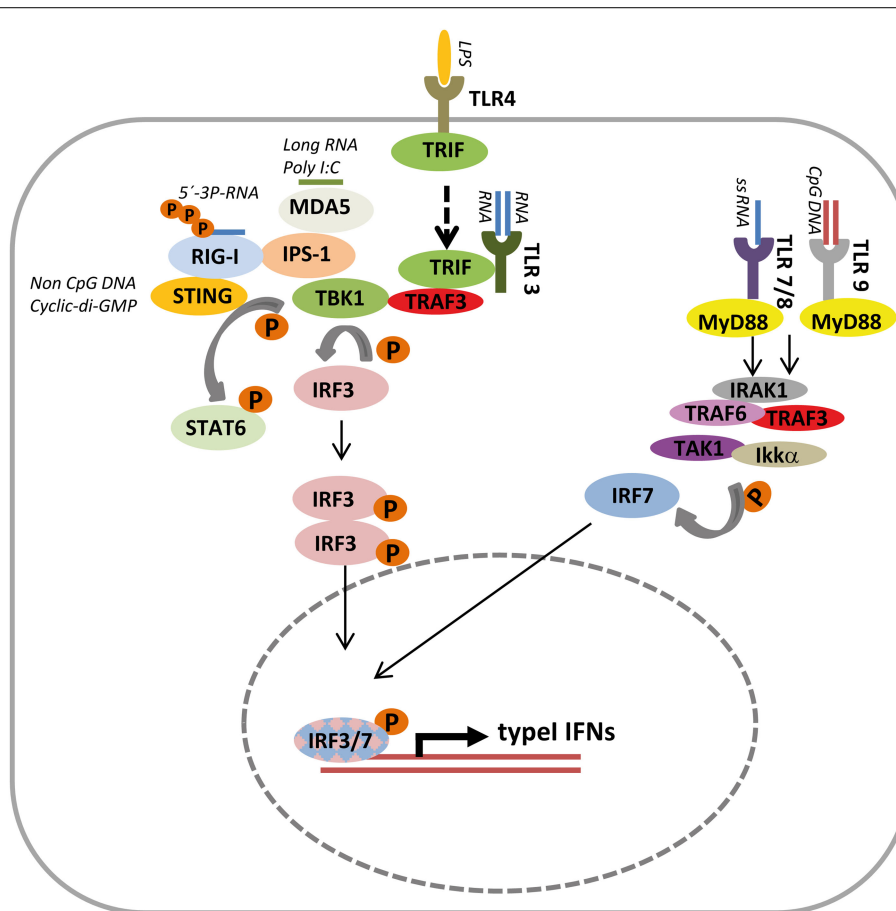 LPS
TLR4
TRIF
Long RNA
Poly I:C
MDA5
5´-3P-RNA
P
P
P
RIG-I
IPS-1
Non CpG DNA
Cyclic-di-GMP
STING
TBK1
TRIF
TRAF3
RNA
RNA
TLR 3
P
P
IRF3
P
STAT6
IRF3
P
IRF3
P
ss RNA
TLR 7/8
CpG DNA
TLR 9
MyD88
MyD88
IRAK1
TRAF6
TRAF3
TAK1
Ikkα
IRF7
P
P
IRF3/7
typeI IFNs